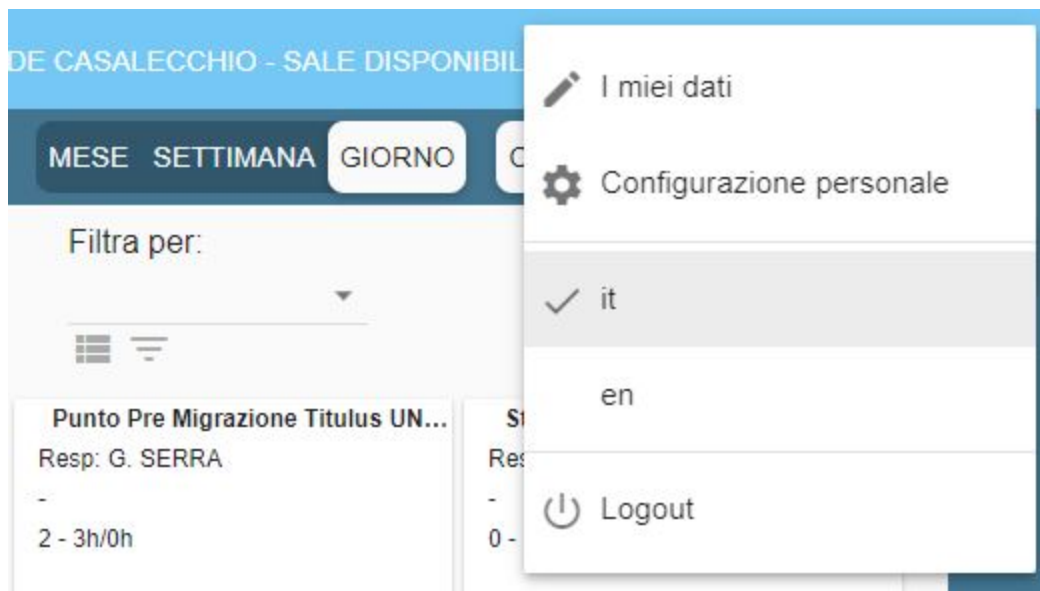 DE CASALECCHIO - SALE DISPONIBIL
MESE SETTIMANA GIORNO
Filtra per:
Punto Pre Migrazione Titulus UN...
Resp: G. SERRA
-
2 - 3h/0h
-
0 -
I miei dati
Configurazione personale
it
en
Logout